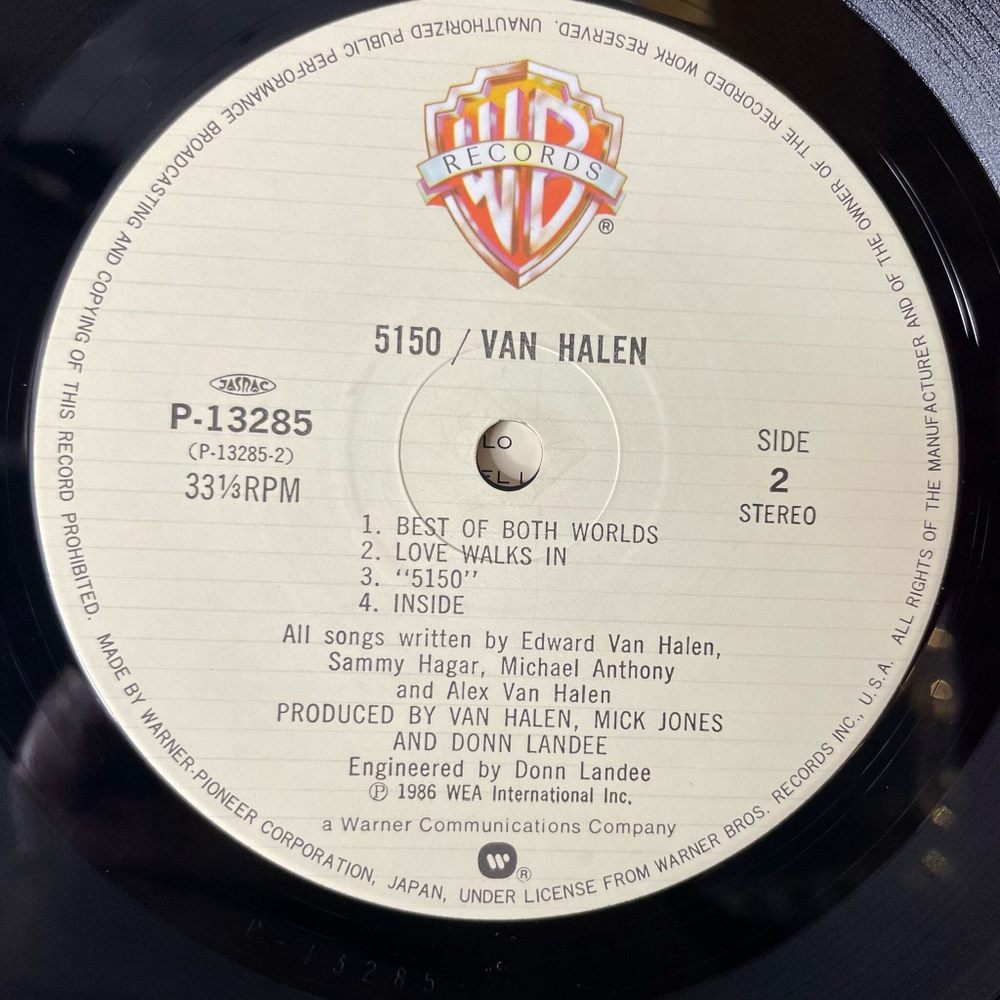 WB
RECORDS
®
5150 / VAN HALEN
JASRAC
P-13285
(P-13285-2)
33⅓RPM
SIDE
2
STEREO
LO
1. BEST OF BOTH WORLDS
2. LOVE WALKS IN
3. “5150”
4. INSIDE
All songs written by Edward Van Halen,
Sammy Hagar, Michael Anthony
and Alex Van Halen
PRODUCED BY VAN HALEN, MICK JONES
AND DONN LANDEE
Engineered by Donn Landee
℗ 1986 WEA International Inc.
a Warner Communications Company
®
MADE BY WARNER-PIONEER CORPORATION, JAPAN, UNDER LICENSE FROM WARNER BROS. RECORDS INC., U.S.A. ALL RIGHTS OF THE MANUFACTURER AND OF THE OWNER OF THE RECORDED WORK RESERVED. UNAUTHORIZED PUBLIC PERFORMANCE BROADCASTING AND COPYING OF THIS RECORD PROHIBITED.
P-13285